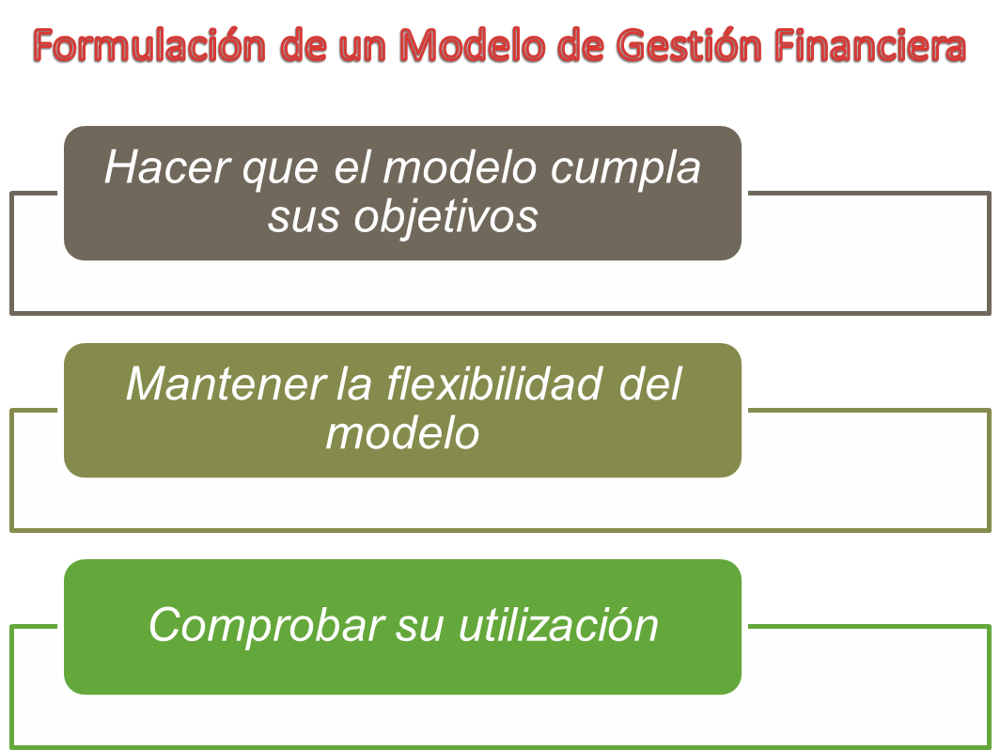 Formulación de un Modelo de Gestión Financiera
Hacer que el modelo cumpla
sus objetivos
Mantener la flexibilidad del
modelo
Comprobar su utilización